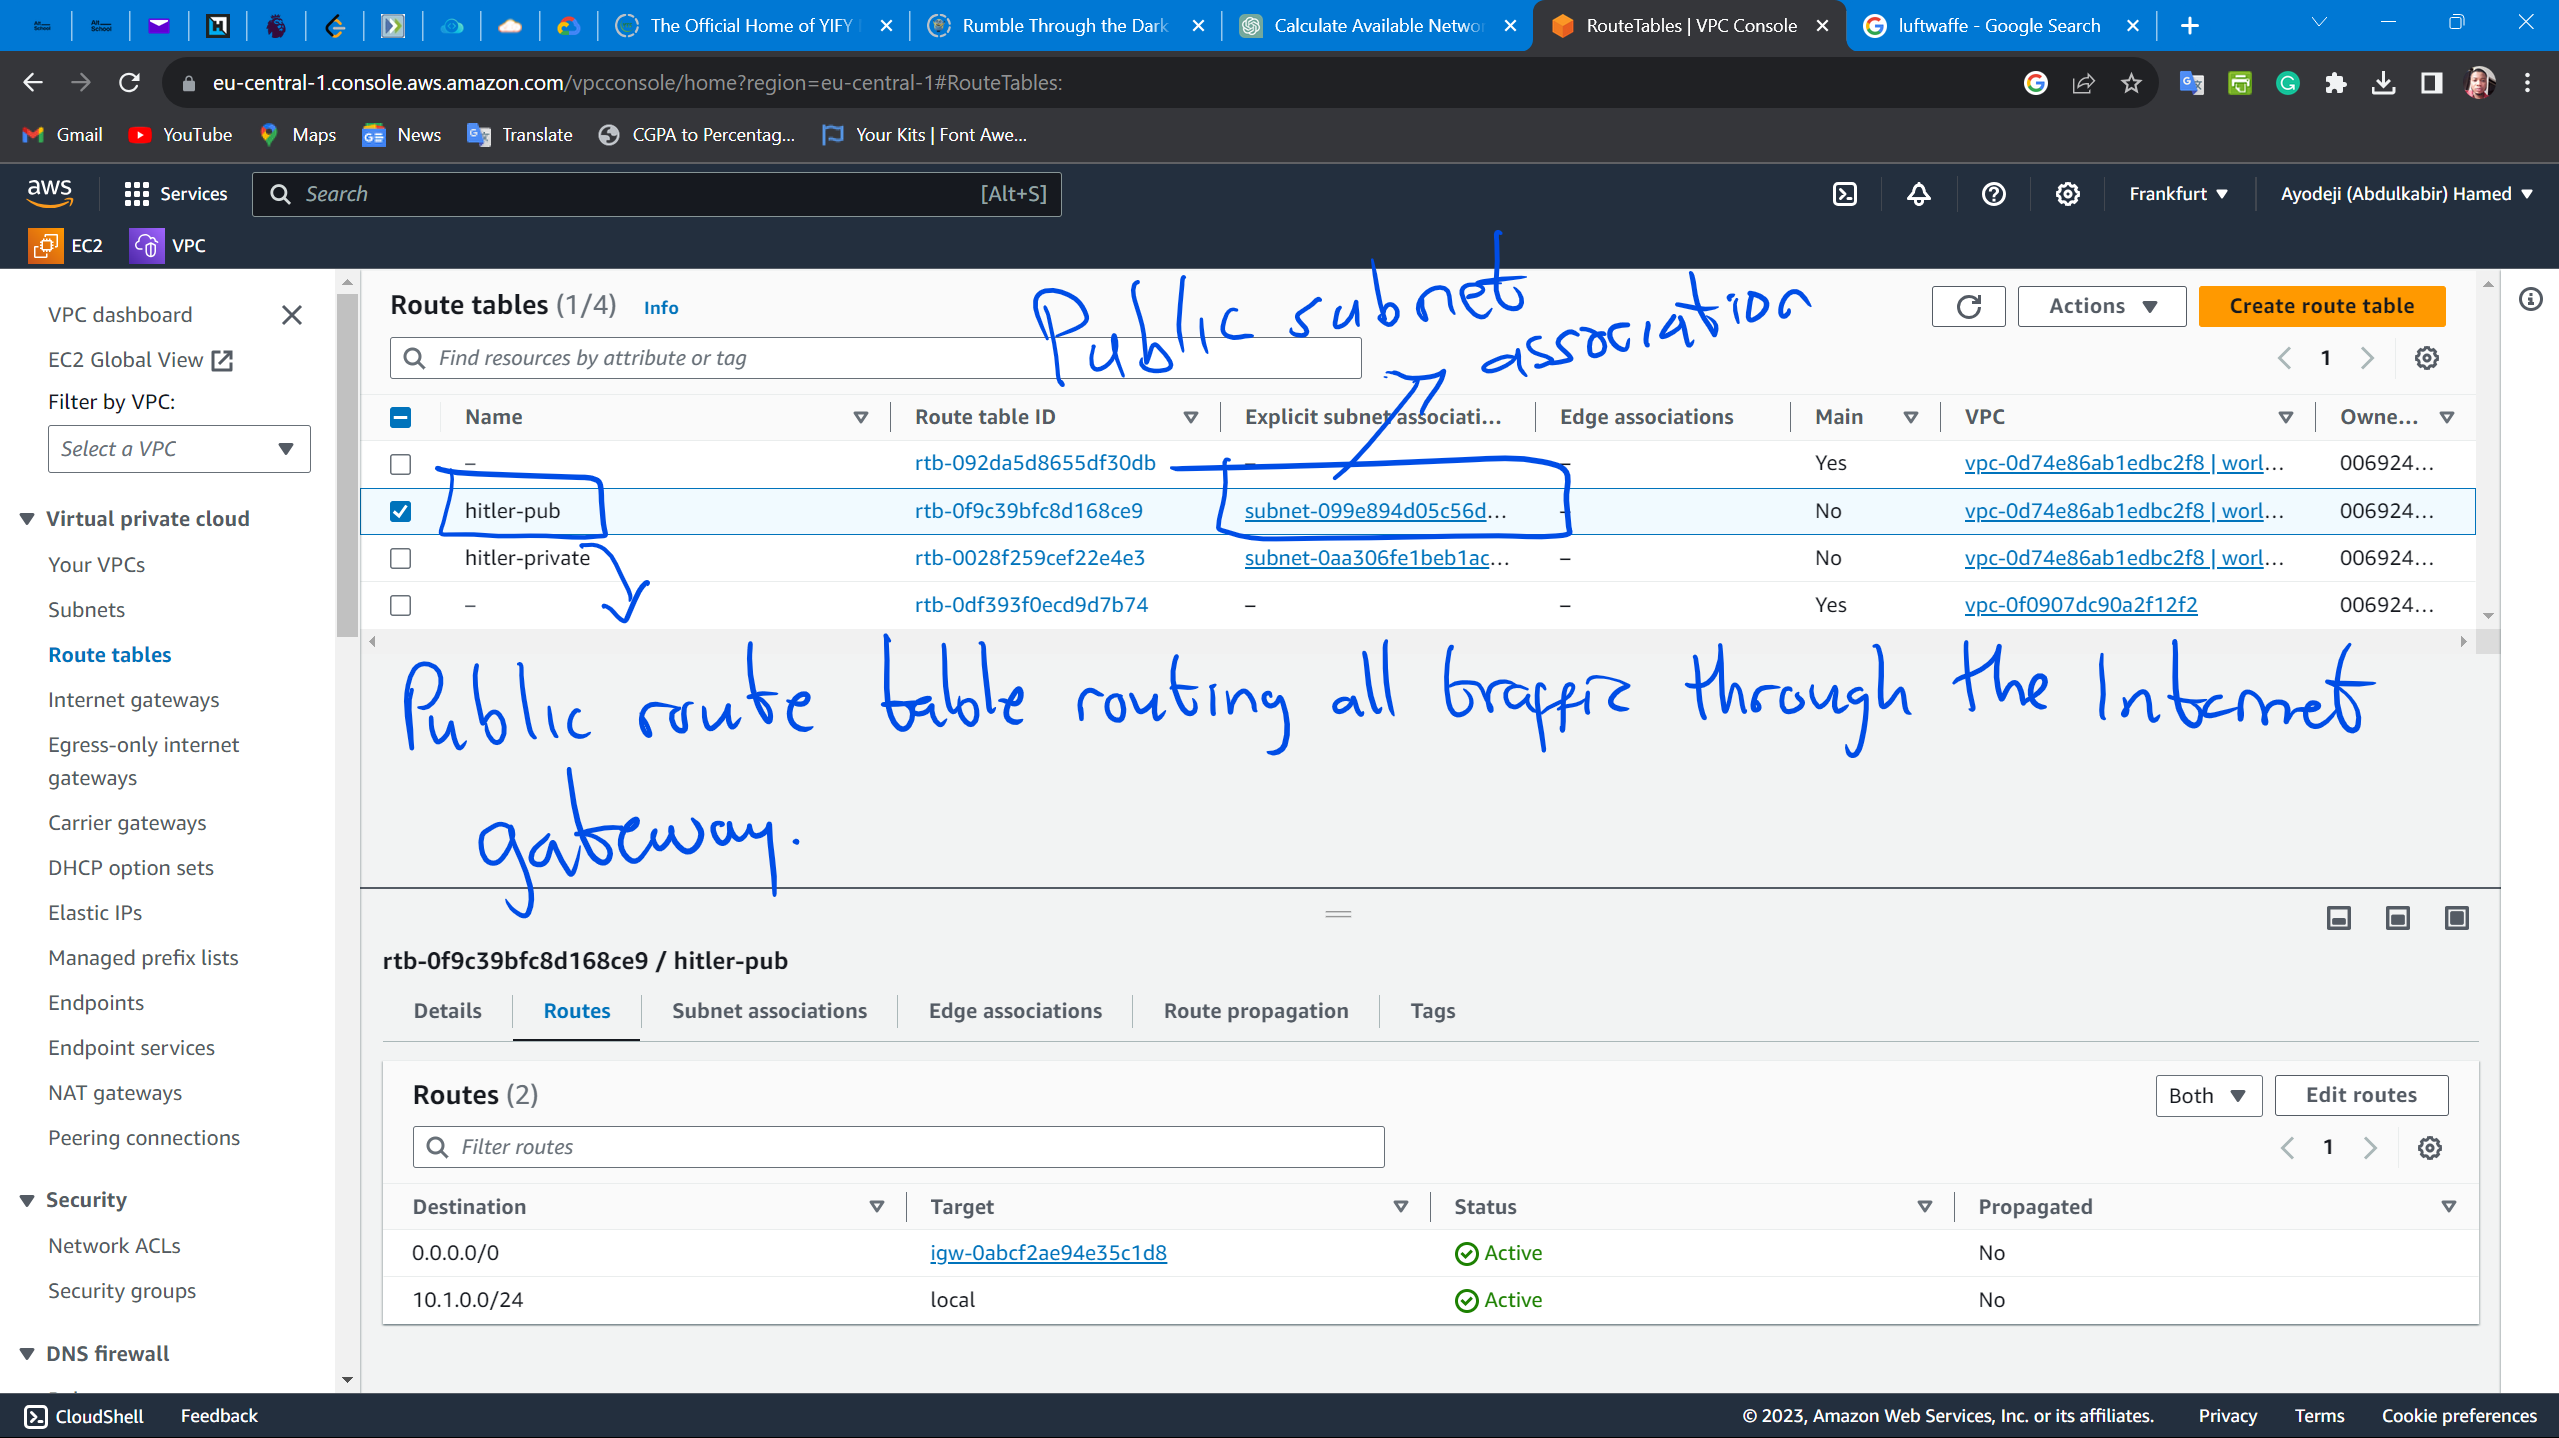 Alt School
Alt School
The Official Home of YIFY
Rumble Through the Dark
Calculate Available Networ
RouteTables | VPC Console
luftwaffe - Google Search
eu-central-1.console.aws.amazon.com/vpcconsole/home?region=eu-central-1#RouteTables:
Gmail
YouTube
Maps
News
Translate
CGPA to Percentag...
Your Kits | Font Awe...
aws
Services
Search
[Alt+S]
Frankfurt
Ayodeji (Abdulkabir) Hamed
EC2
VPC
VPC dashboard
EC2 Global View
Filter by VPC:
Select a VPC
Virtual private cloud
Your VPCs
Subnets
Route tables
Internet gateways
Egress-only internet
gateways
Carrier gateways
DHCP option sets
Elastic IPs
Managed prefix lists
Endpoints
Endpoint services
NAT gateways
Peering connections
Security
Network ACLs
Security groups
DNS firewall
Route tables (1/4) Info
Public subnet
association
Actions
Create route table
Find resources by attribute or tag
1
Name Route table ID Explicit subnet associati... Edge associations Main VPC Owne...
– rtb-092da5d8655df30db – – Yes vpc-0d74e86ab1edbc2f8 | worl... 006924...
hitler-pub rtb-0f9c39bfc8d168ce9 subnet-099e894d05c56d... – No vpc-0d74e86ab1edbc2f8 | worl... 006924...
hitler-private rtb-0028f259cef22e4e3 subnet-0aa306fe1beb1ac... – No vpc-0d74e86ab1edbc2f8 | worl... 006924...
– rtb-0df393f0ecd9d7b74 – – Yes vpc-0f0907dc90a2f12f2 006924...
Public route table routing all traffic through the Internet
gateway.
rtb-0f9c39bfc8d168ce9 / hitler-pub
Details
Routes
Subnet associations
Edge associations
Route propagation
Tags
Routes (2)
Both
Edit routes
Filter routes
1
Destination Target Status Propagated
0.0.0.0/0 igw-0abcf2ae94e35c1d8 Active No
10.1.0.0/24 local Active No
CloudShell
Feedback
© 2023, Amazon Web Services, Inc. or its affiliates.
Privacy
Terms
Cookie preferences